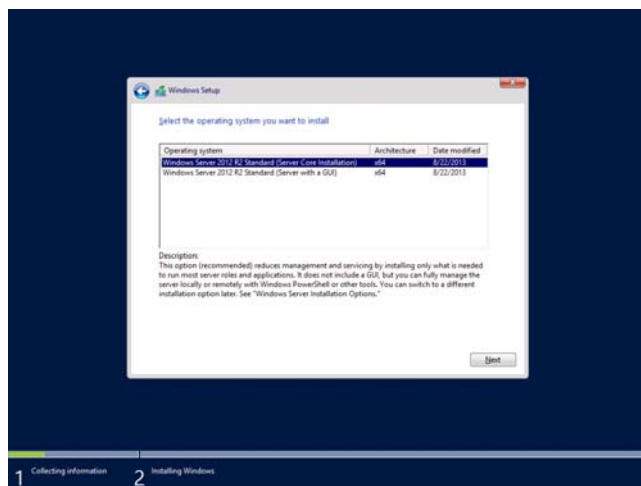 Windows Setup
Select the operating system you want to install
Operating system Architecture Date modified
Windows Server 2012 R2 Standard (Server Core Installation) x64 8/22/2013
Windows Server 2012 R2 Standard (Server with a GUI) x64 8/22/2013
Description:
This option (recommended) reduces management and servicing by installing only what is needed
to run most server roles and applications. It does not include a GUI, but you can fully manage the
server locally or remotely with Windows PowerShell or other tools. You can switch to a different
installation option later. See "Windows Server Installation Options."
Next
1 Collecting information 2 Installing Windows